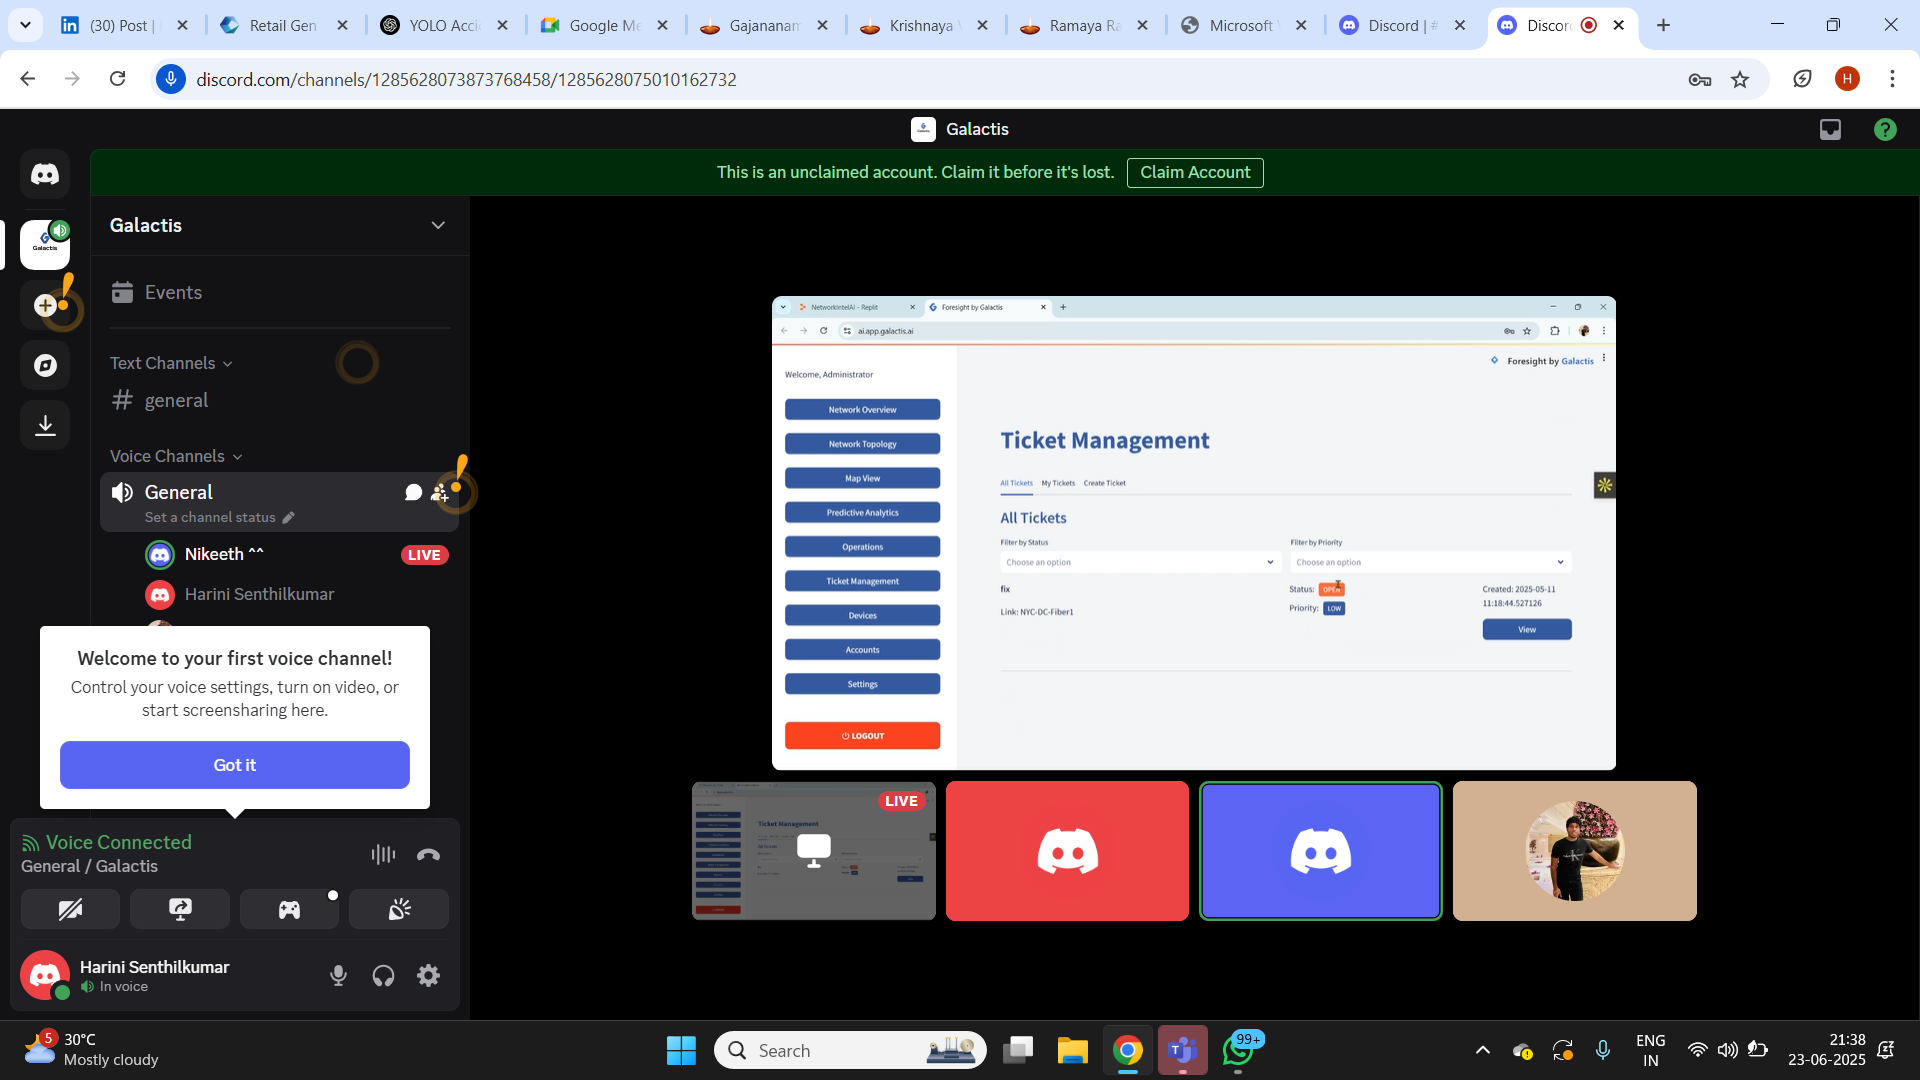 (30) Post |
Retail Gen
YOLO Acci
Google Me
Gajananam
Krishnaya
Ramaya Ra
Microsoft
Discord | #
Discord
discord.com/channels/1285628073873768458/1285628075010162732
H
Galactis
This is an unclaimed account. Claim it before it's lost.
Claim Account
Galactis
Galactis
Events
Text Channels
general
Voice Channels
General
Set a channel status
Nikeeth ^^
LIVE
Harini Senthilkumar
Welcome to your first voice channel!
Control your voice settings, turn on video, or
start screensharing here.
Got it
Voice Connected
General / Galactis
Harini Senthilkumar
In voice
NetworkIntelAI - Replit
Foresight by Galactis
ai.app.galactis.ai
Welcome, Administrator
Network Overview
Network Topology
Map View
Predictive Analytics
Operations
Ticket Management
Devices
Accounts
Settings
LOGOUT
Foresight by Galactis
Ticket Management
All Tickets
My Tickets
Create Ticket
All Tickets
Filter by Status
Filter by Priority
Choose an option
Choose an option
fix
Link: NYC-DC-Fiber1
Status: OPEN
Priority: LOW
Created: 2025-05-11
11:18:44.527126
View
LIVE
Ticket Management
5
30°C
Mostly cloudy
Search
99+
ENG
IN
21:38
23-06-2025